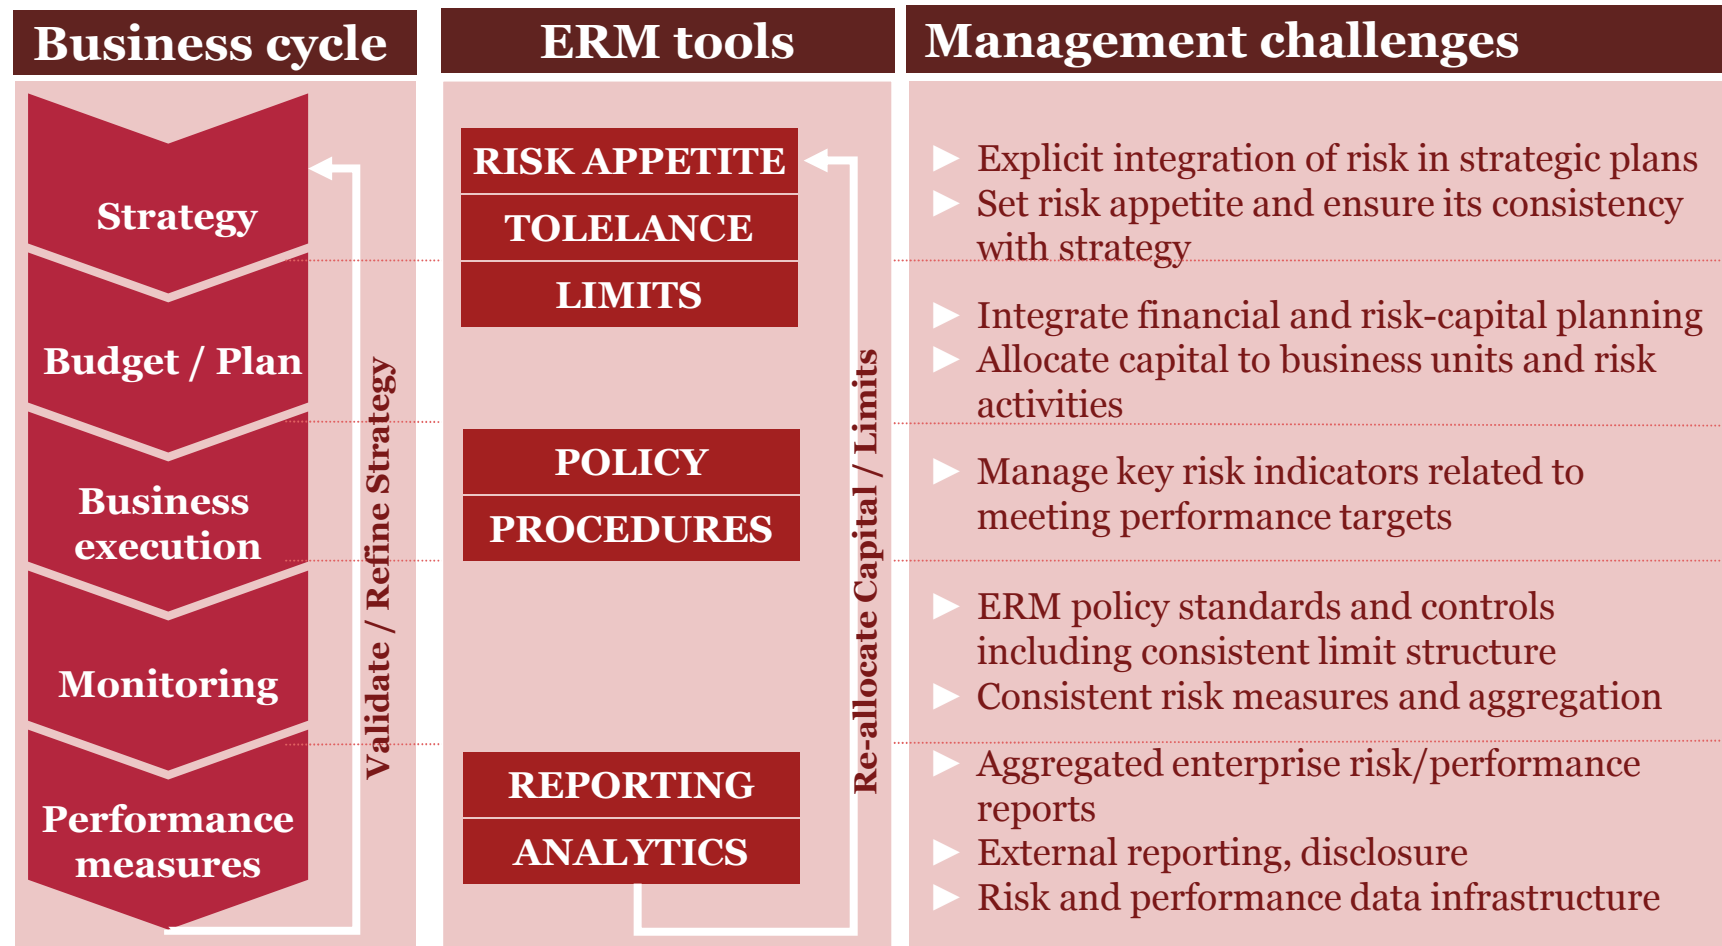 Business cycle
ERM tools
Management challenges
Strategy
Budget / Plan
Business
execution
Monitoring
Performance
measures
Validate / Refine Strategy
RISK APPETITE
TOLELANCE
LIMITS
POLICY
PROCEDURES
REPORTING
ANALYTICS
Re-allocate Capital / Limits
Explicit integration of risk in strategic plans
Set risk appetite and ensure its consistency
with strategy
Integrate financial and risk-capital planning
Allocate capital to business units and risk
activities
Manage key risk indicators related to
meeting performance targets
ERM policy standards and controls
including consistent limit structure
Consistent risk measures and aggregation
Aggregated enterprise risk/performance
reports
External reporting, disclosure
Risk and performance data infrastructure